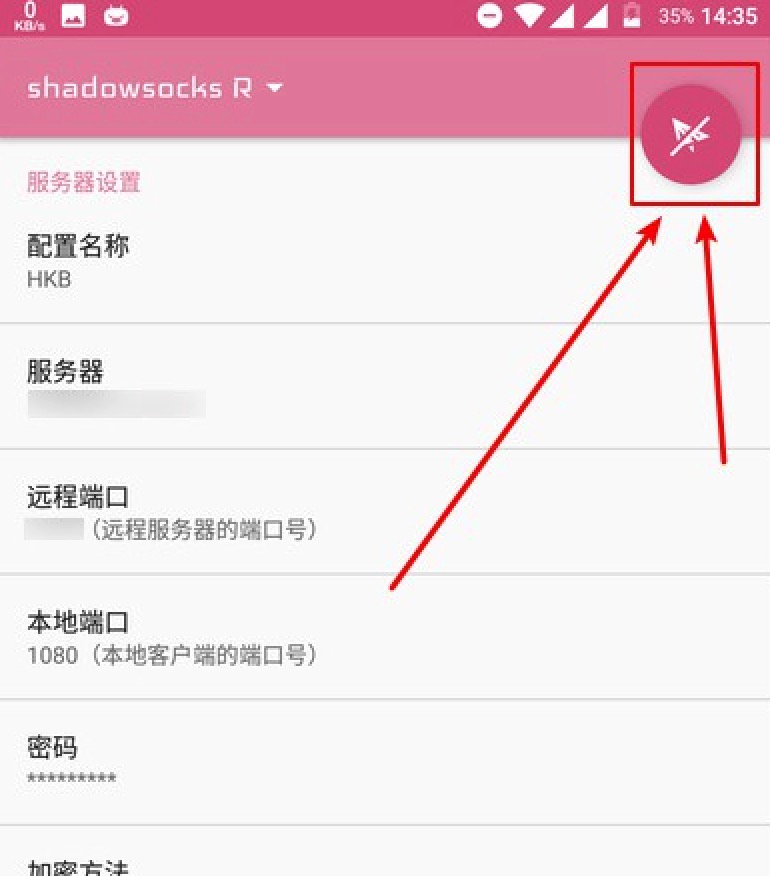 0
KB/s
35% 14:35
shadowsocks R
服务器设置
配置名称
HKB
服务器
远程端口
（远程服务器的端口号）
本地端口
1080（本地客户端的端口号）
密码
*********
加密方法